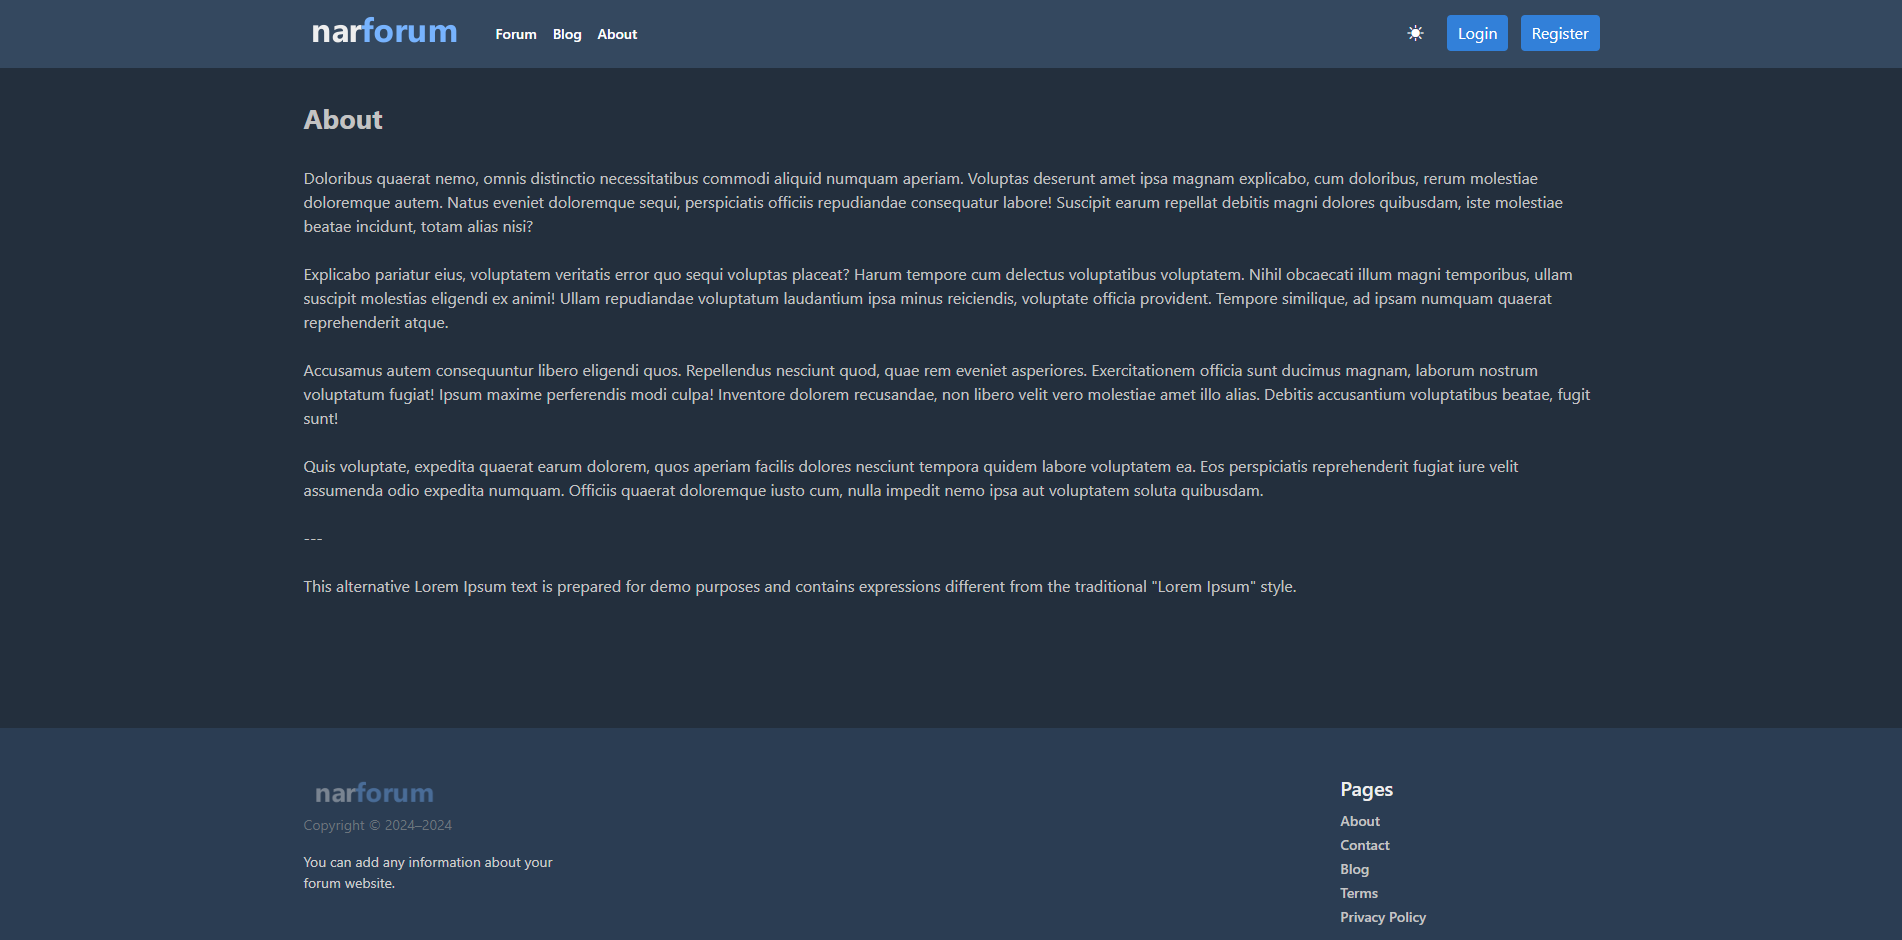 narforum
Forum Blog About
Login Register
About
Doloribus quaerat nemo, omnis distinctio necessitatibus commodi aliquid numquam aperiam. Voluptas deserunt amet ipsa magnam explicabo, cum doloribus, rerum molestiae
doloremque autem. Natus eveniet doloremque sequi, perspiciatis officiis repudiandae consequatur labore! Suscipit earum repellat debitis magni dolores quibusdam, iste molestiae
beatae incidunt, totam alias nisi?
Explicabo pariatur eius, voluptatem veritatis error quo sequi voluptas placeat? Harum tempore cum delectus voluptatibus voluptatem. Nihil obcaecati illum magni temporibus, ullam
suscipit molestias eligendi ex animi! Ullam repudiandae voluptatum laudantium ipsa minus reiciendis, voluptate officia provident. Tempore similique, ad ipsam numquam quaerat
reprehenderit atque.
Accusamus autem consequuntur libero eligendi quos. Repellendus nesciunt quod, quae rem eveniet asperiores. Exercitationem officia sunt ducimus magnam, laborum nostrum
voluptatum fugiat! Ipsum maxime perferendis modi culpa! Inventore dolorem recusandae, non libero velit vero molestiae amet illo alias. Debitis accusantium voluptatibus beatae, fugit
sunt!
Quis voluptate, expedita quaerat earum dolorem, quos aperiam facilis dolores nesciunt tempora quidem labore voluptatem ea. Eos perspiciatis reprehenderit fugiat iure velit
assumenda odio expedita numquam. Officiis quaerat doloremque iusto cum, nulla impedit nemo ipsa aut voluptatem soluta quibusdam.
---
This alternative Lorem Ipsum text is prepared for demo purposes and contains expressions different from the traditional "Lorem Ipsum" style.
narforum
Copyright © 2024–2024
You can add any information about your
forum website.
Pages
About
Contact
Blog
Terms
Privacy Policy